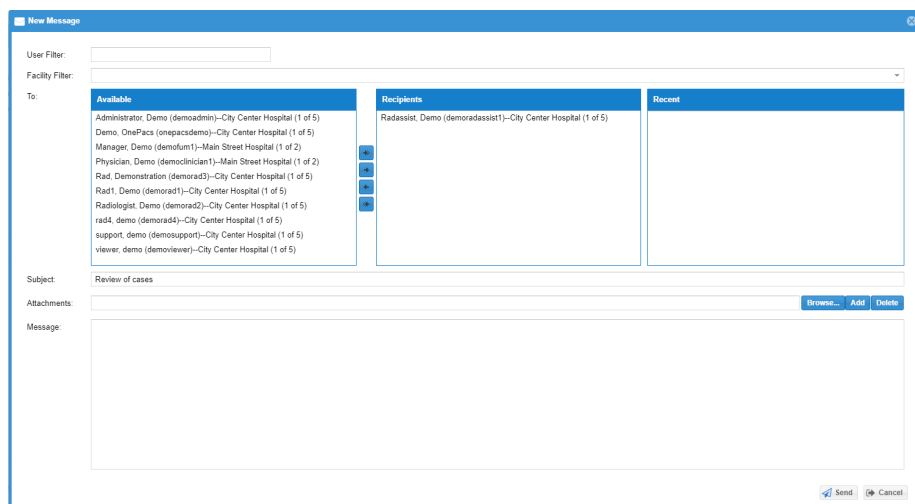 New Message
User Filter:
Facility Filter:
To:
Available
Administrator, Demo (demoadmin)--City Center Hospital (1 of 5)
Demo, OnePacs (onepacsdemo)--City Center Hospital (1 of 5)
Manager, Demo (demofum1)--Main Street Hospital (1 of 2)
Physician, Demo (democlinician1)--Main Street Hospital (1 of 2)
Rad, Demonstration (demorad3)--City Center Hospital (1 of 5)
Rad1, Demo (demorad1)--City Center Hospital (1 of 5)
Radiologist, Demo (demorad2)--City Center Hospital (1 of 5)
rad4, demo (demorad4)--City Center Hospital (1 of 5)
support, demo (demosupport)--City Center Hospital (1 of 5)
viewer, demo (demoviewer)--City Center Hospital (1 of 5)
Recipients
Radassist, Demo (demoradassist1)--City Center Hospital (1 of 5)
Recent
Subject:
Review of cases
Attachments:
Browse...
Add
Delete
Message:
Send
Cancel